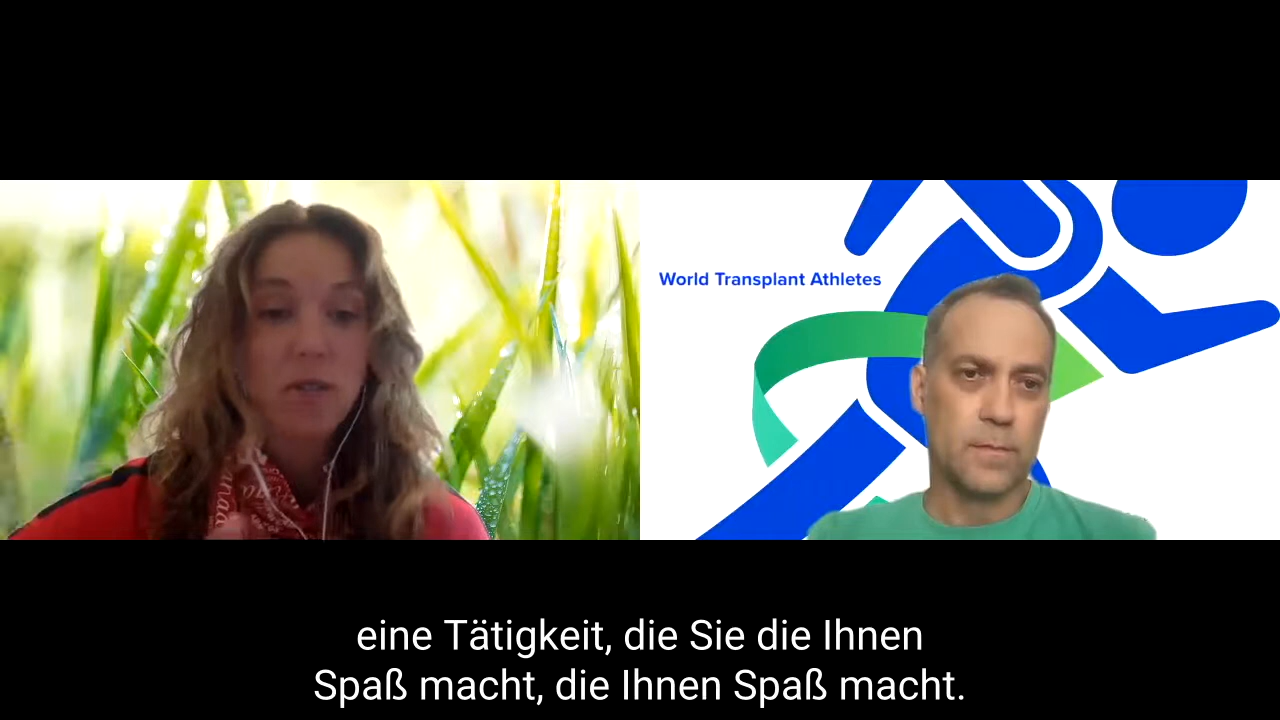 World Transplant Athletes
eine Tätigkeit, die Sie die Ihnen
Spaß macht, die Ihnen Spaß macht.